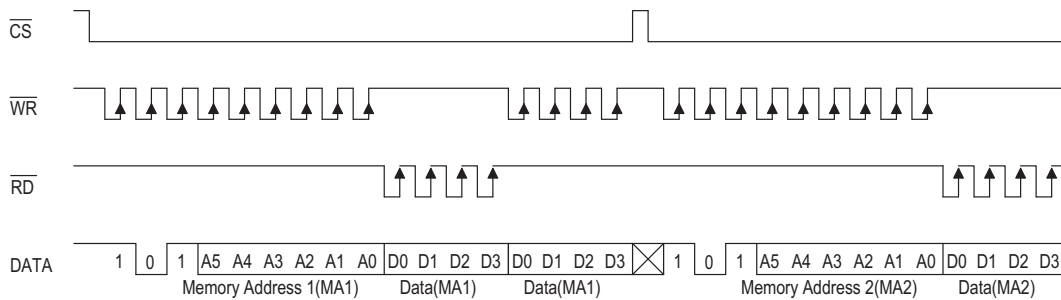 CS
WR
RD
DATA 1 0 1 A5 A4 A3 A2 A1 A0 D0 D1 D2 D3 D0 D1 D2 D3 1 0 1 A5 A4 A3 A2 A1 A0 D0 D1 D2 D3
Memory Address 1(MA1) Data(MA1) Data(MA1) Memory Address 2(MA2) Data(MA2)